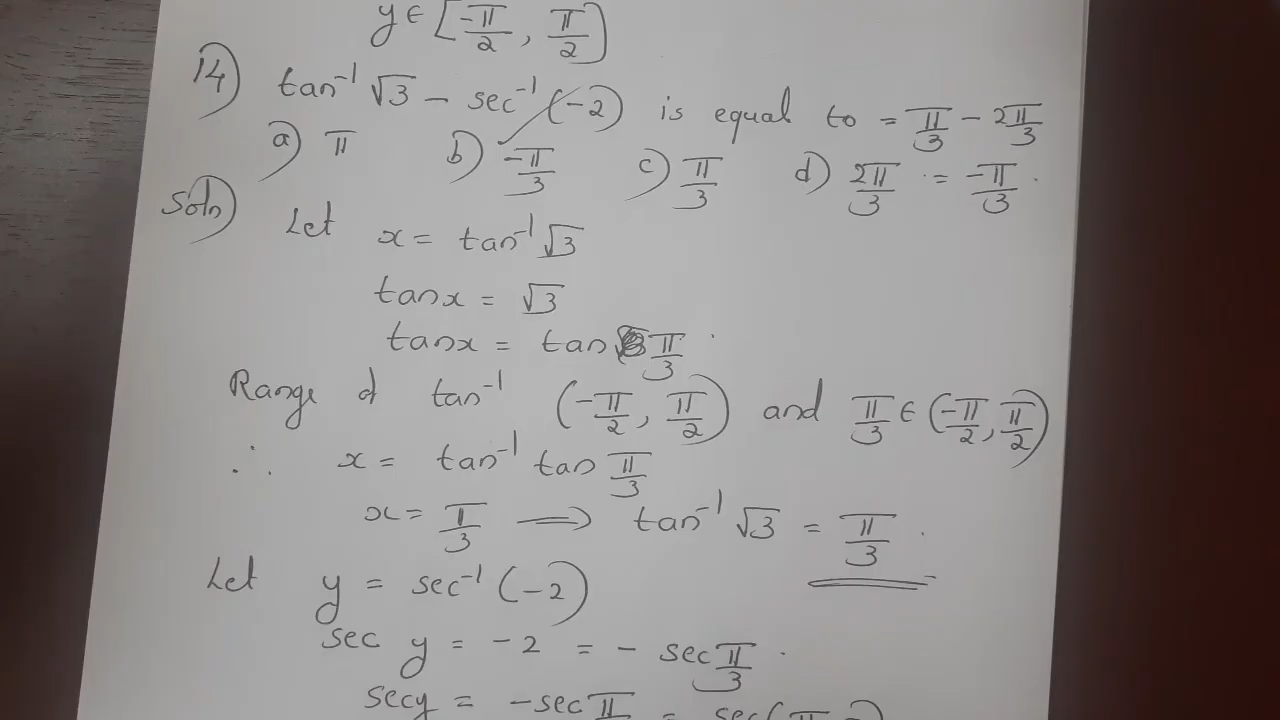 y ∈ [-π/2, π/2]
14) tan⁻¹ √3 - sec⁻¹ (-2) is equal to = π/3 - 2π/3
a) π b) -π/3 c) π/3 d) 2π/3 = -π/3.
Soln) Let x = tan⁻¹ √3
tan x = √3
tan x = tan π/3.
Range of tan⁻¹ (-π/2, π/2) and π/3 ∈ (-π/2, π/2)
∴ x = tan⁻¹ tan π/3
x = π/3 ⟹ tan⁻¹ √3 = π/3.
Let y = sec⁻¹ (-2)
sec y = -2 = - sec π/3.
sec y = -sec π = sec(π -